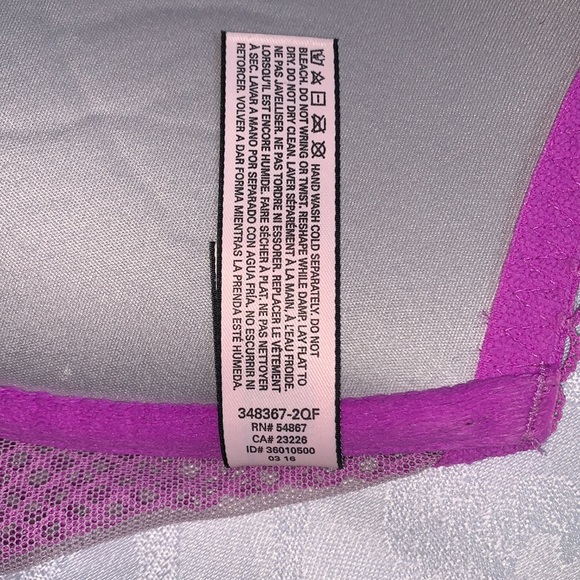 HAND WASH COLD SEPARATELY. DO NOT
BLEACH. DO NOT WRING OR TWIST. RESHAPE WHILE DAMP. LAY FLAT TO
DRY. DO NOT DRY CLEAN. LAVER SÉPARÉMENT À LA MAIN, À L'EAU FROIDE.
NE PAS JAVELLISER. NE PAS TORDRE NI ESSORER. REPLACER LE VÊTEMENT
LORSQU'IL EST ENCORE HUMIDE. FAIRE SÉCHER À PLAT. NE PAS NETTOYER
À SEC. LAVAR A MANO POR SEPARADO CON AGUA FRÍA. NO ESCURRIR NI
RETORCER. VOLVER A DAR FORMA MIENTRAS LA PRENDA ESTÉ HÚMEDA.
348367-2QF
RN# 54867
CA# 23226
ID# 36010500
03 16